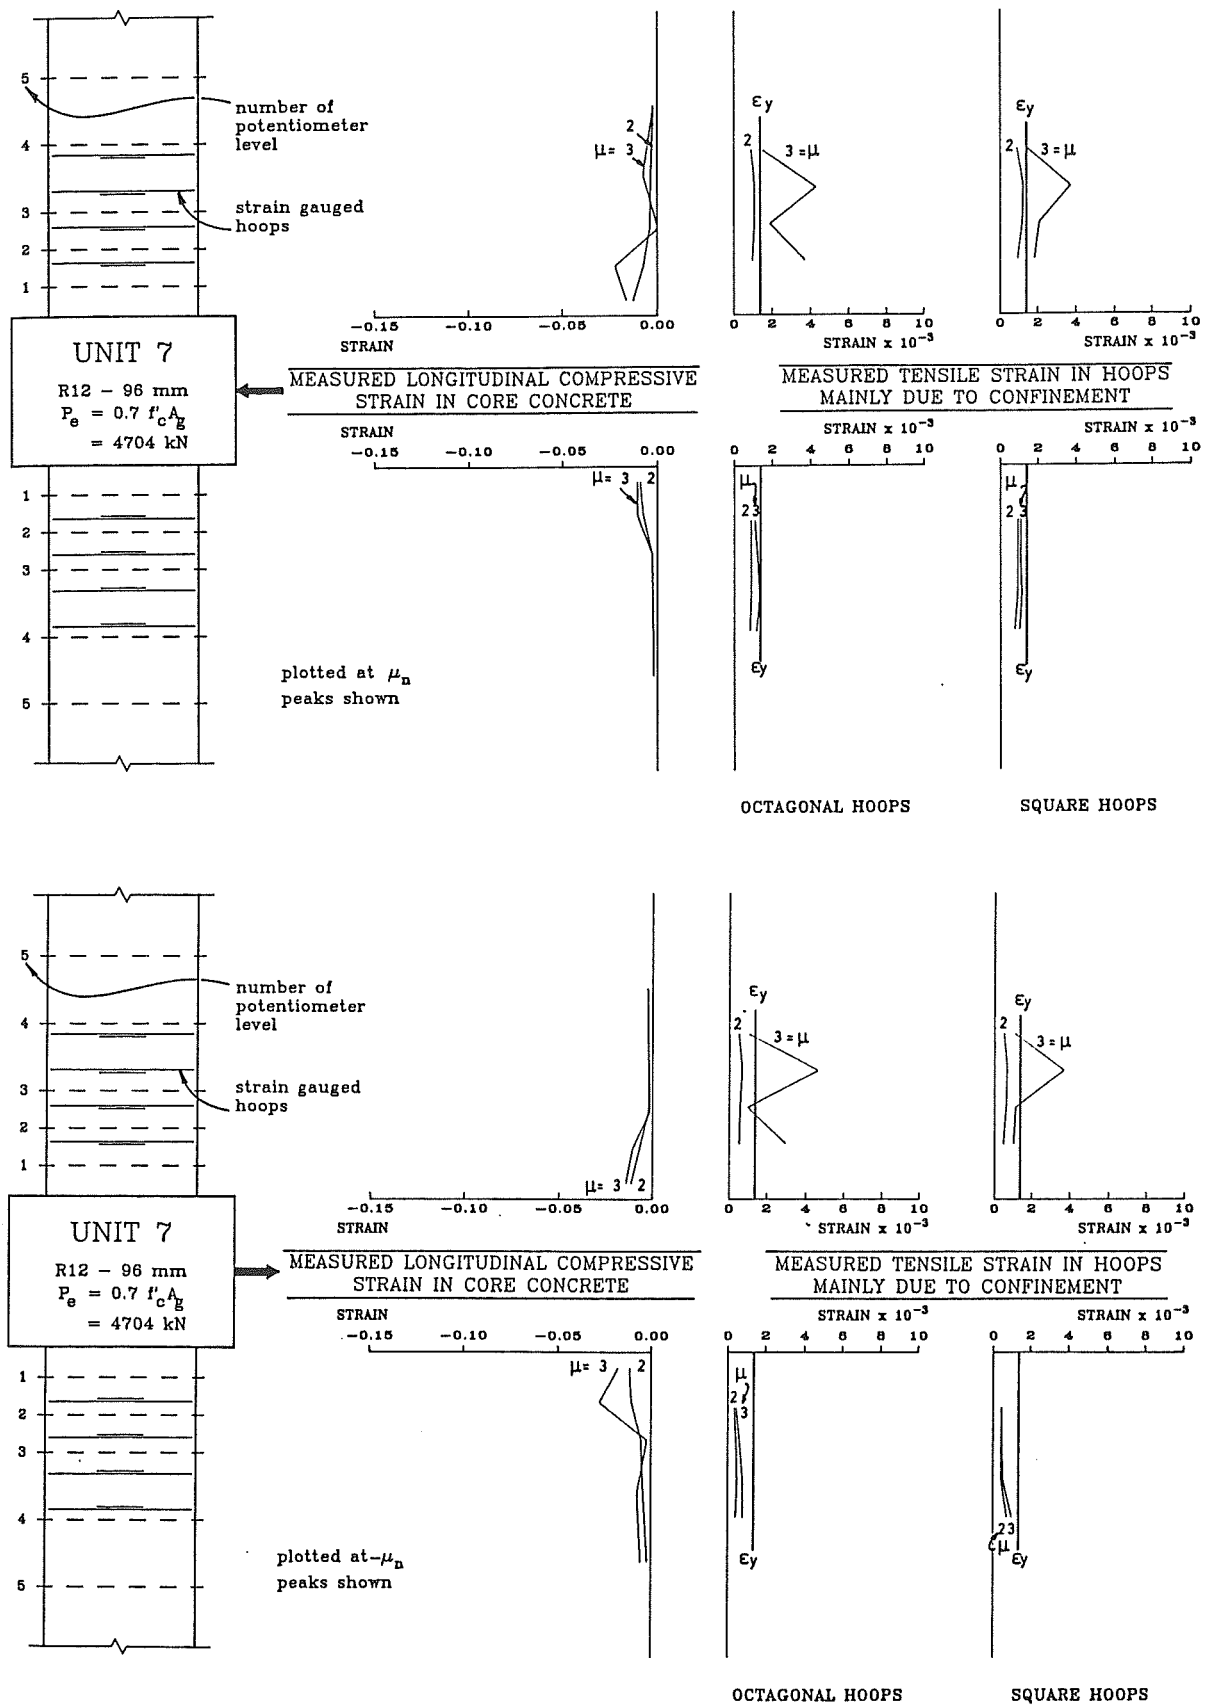 5
number of
potentiometer
level
4
strain gauged
hoops
3
2
1
2
μ = 3
-0.15 -0.10 -0.05 0.00
STRAIN
εy
2
3 = μ
0 2 4 6 8 10
STRAIN x 10⁻³
εy
2
3 = μ
0 2 4 6 8 10
STRAIN x 10⁻³
UNIT 7
R12 - 96 mm
Pe = 0.7 f'c Ag
= 4704 kN
MEASURED LONGITUDINAL COMPRESSIVE
STRAIN IN CORE CONCRETE
MEASURED TENSILE STRAIN IN HOOPS
MAINLY DUE TO CONFINEMENT
STRAIN
-0.15 -0.10 -0.05 0.00
STRAIN x 10⁻³
0 2 4 6 8 10
STRAIN x 10⁻³
0 2 4 6 8 10
1
2
3
4
5
μ= 3 2
μ
2 3
εy
μ
2 3
εy
plotted at μn
peaks shown
OCTAGONAL HOOPS
SQUARE HOOPS
5
number of
potentiometer
level
4
strain gauged
hoops
3
2
1
μ= 3 2
-0.15 -0.10 -0.05 0.00
STRAIN
εy
2
3 = μ
0 2 4 6 8 10
STRAIN x 10⁻³
εy
2
3 = μ
0 2 4 6 8 10
STRAIN x 10⁻³
UNIT 7
R12 - 96 mm
Pe = 0.7 f'c Ag
= 4704 kN
MEASURED LONGITUDINAL COMPRESSIVE
STRAIN IN CORE CONCRETE
MEASURED TENSILE STRAIN IN HOOPS
MAINLY DUE TO CONFINEMENT
STRAIN
-0.15 -0.10 -0.05 0.00
STRAIN x 10⁻³
0 2 4 6 8 10
STRAIN x 10⁻³
0 2 4 6 8 10
1
2
3
4
5
μ= 3 2
μ
2 3
εy
2 3
μ
εy
plotted at -μn
peaks shown
OCTAGONAL HOOPS
SQUARE HOOPS